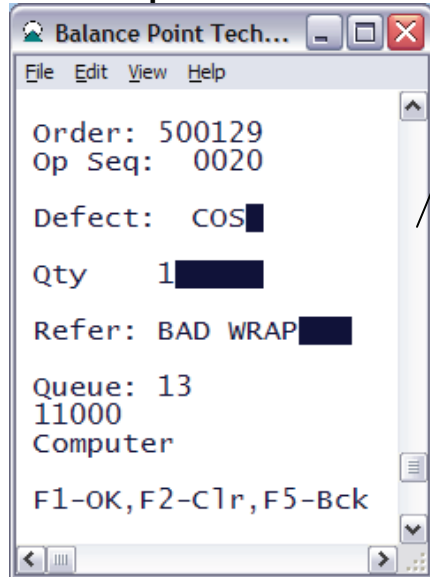 Balance Point Tech...
File Edit View Help
Order: 500129
Op Seq: 0020
Defect: COS
Qty 1
Refer: BAD WRAP
Queue: 13
11000
Computer
F1-OK,F2-Clr,F5-Bck